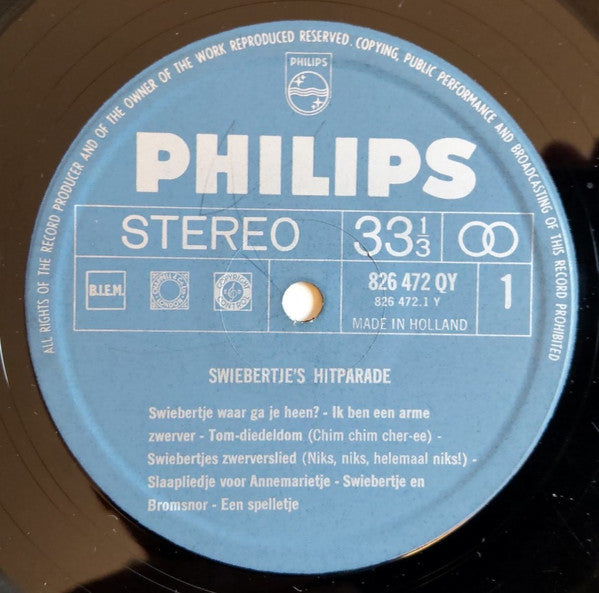 ALL RIGHTS OF THE RECORD PRODUCER AND OF THE OWNER OF THE WORK REPRODUCED RESERVED. COPYING, PUBLIC PERFORMANCE AND BROADCASTING OF THIS RECORD PROHIBITED
PHILIPS
PHILIPS
STEREO 33 1/3
B.I.E.M. 826 472 QY 1
826 472.1 Y
MADE IN HOLLAND
SWIEBERTJE'S HITPARADE
Swiebertje waar ga je heen? - Ik ben een arme
zwerver - Tom-diedeldom (Chim chim cher-ee) -
Swiebertjes zwerverslied (Niks, niks, helemaal niks!) -
Slaapliedje voor Annemarietje - Swiebertje en
Bromsnor - Een spelletje